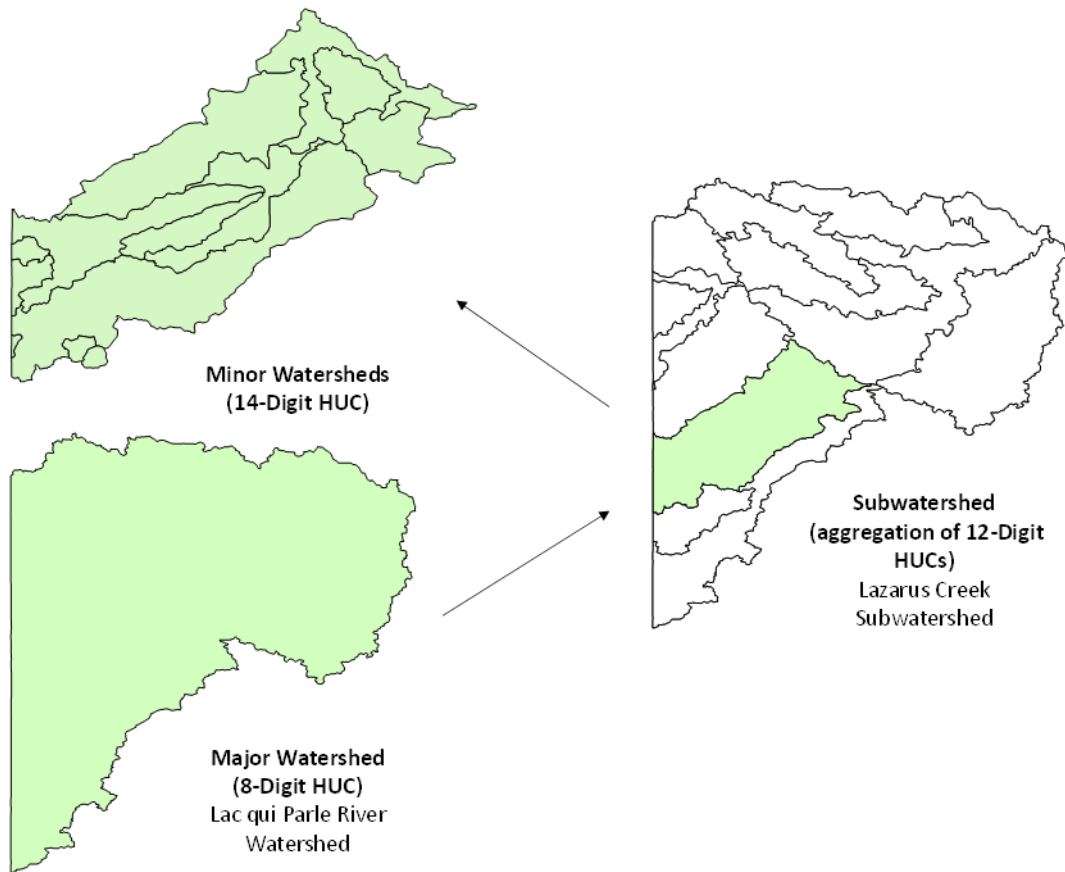 Minor Watersheds
(14-Digit HUC)
Subwatershed
(aggregation of 12-Digit
HUCs)
Lazarus Creek
Subwatershed
Major Watershed
(8-Digit HUC)
Lac qui Parle River
Watershed